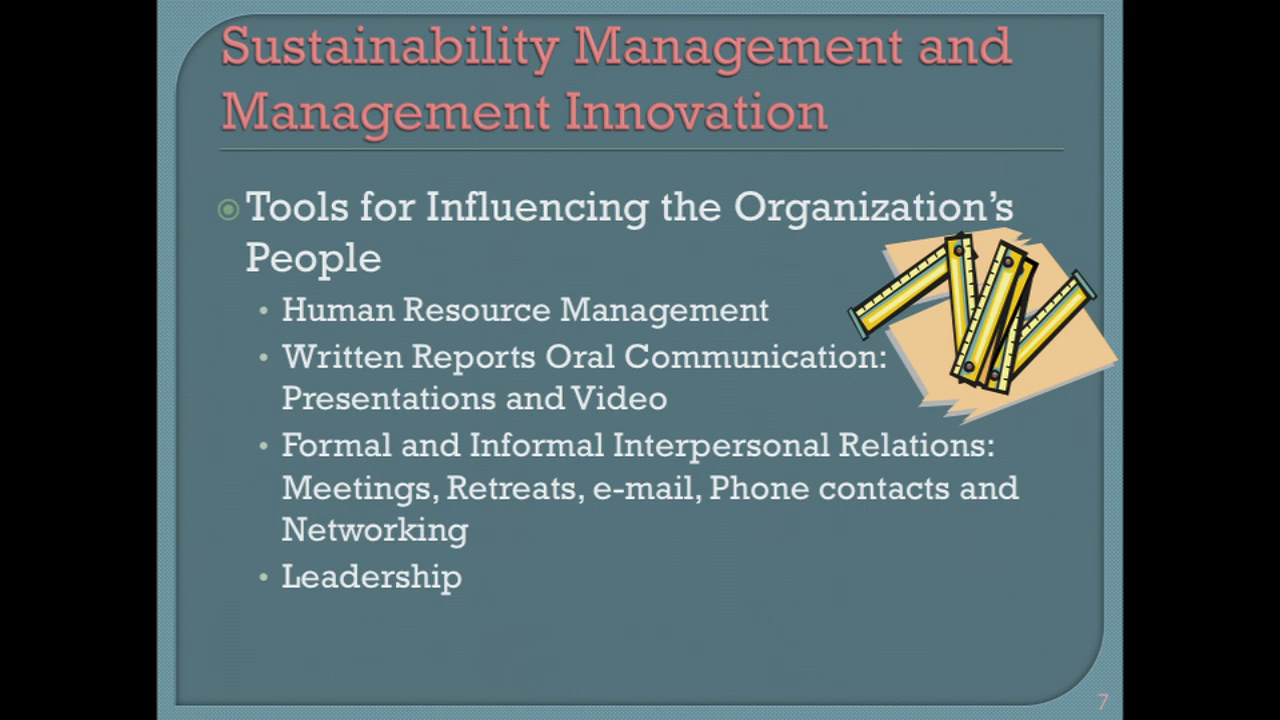 Sustainability Management and
Management Innovation
Tools for Influencing the Organization's
People
• Human Resource Management
• Written Reports Oral Communication:
Presentations and Video
• Formal and Informal Interpersonal Relations:
Meetings, Retreats, e-mail, Phone contacts and
Networking
• Leadership
7